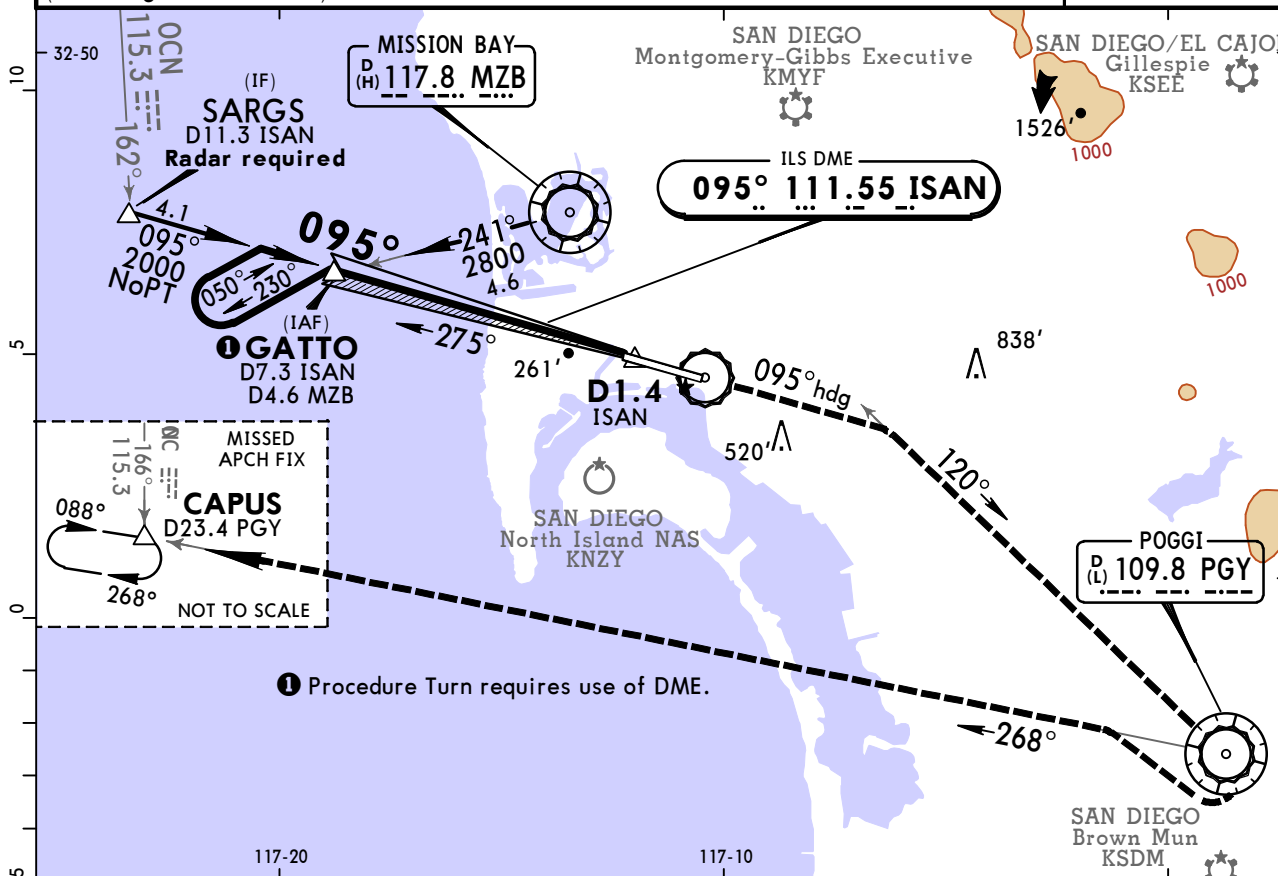 32-50
10
OCN
115.3
162°
(IF)
SARGS
D11.3 ISAN
Radar required
MISSION BAY
D
(H) 117.8 MZB
SAN DIEGO
Montgomery-Gibbs Executive
KMYF
SAN DIEGO/EL CAJO
Gillespie
KSEE
1526'
1000
ILS DME
095° 111.55 ISAN
4.1
095°
2000
NoPT
095°
241°
2800
4.6
050°
230°
1000
(IAF)
❶ GATTO
D7.3 ISAN
D4.6 MZB
275°
261'
D1.4
ISAN
095° hdg
838'
5
520'
120°
MISSED
APCH FIX
166°
115.3
CAPUS
D23.4 PGY
088°
268°
NOT TO SCALE
SAN DIEGO
North Island NAS
KNZY
POGGI
D
(L) 109.8 PGY
0
❶ Procedure Turn requires use of DME.
268°
SAN DIEGO
Brown Mun
KSDM
117-20
117-10
5